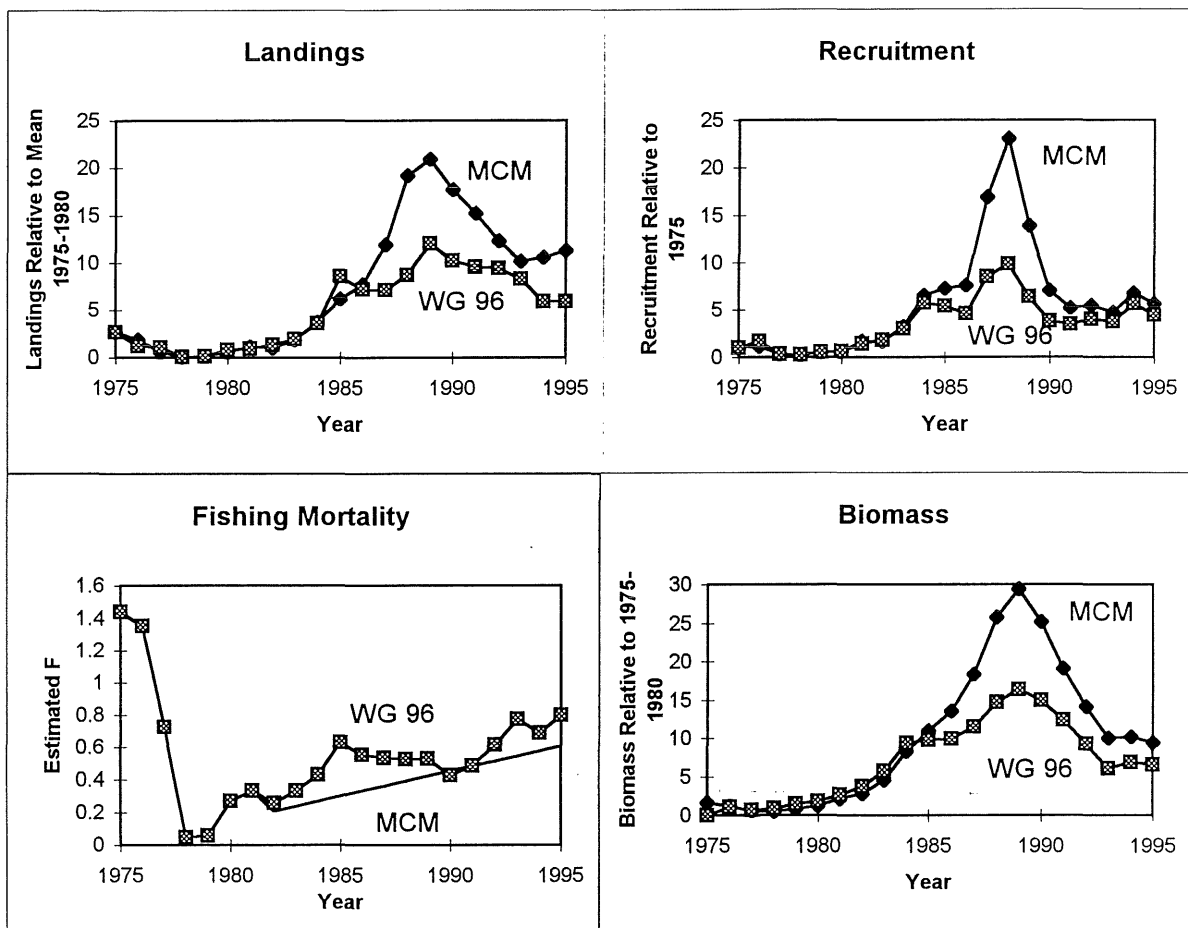 Landings
Landings Relative to Mean
1975-1980
25
20
15
10
5
0
MCM
WG 96
1975
1980
1985
1990
1995
Year
Recruitment
Recruitment Relative to
1975
25
20
15
10
5
0
MCM
WG 96
1975
1980
1985
1990
1995
Year
Fishing Mortality
Estimated F
1.6
1.4
1.2
1
0.8
0.6
0.4
0.2
0
WG 96
MCM
1975
1980
1985
1990
1995
Year
Biomass
Biomass Relative to 1975-
1980
30
25
20
15
10
5
0
MCM
WG 96
1975
1980
1985
1990
1995
Year